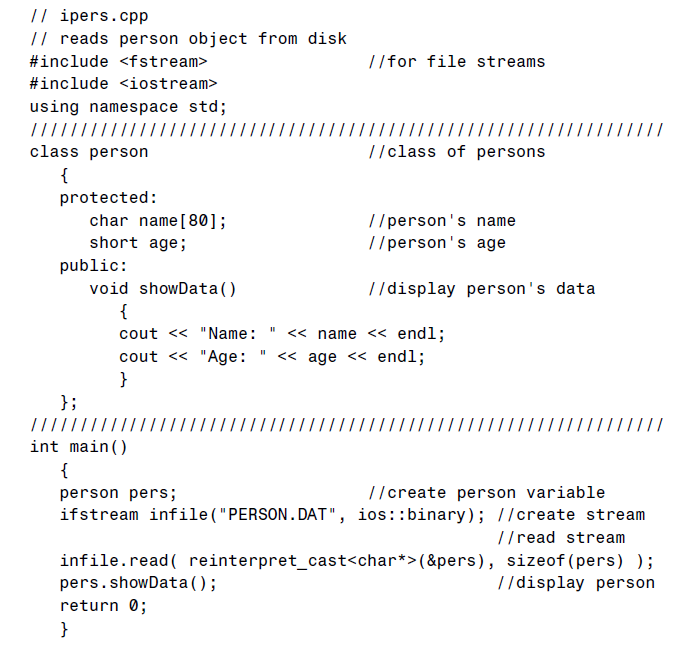 // ipers.cpp
// reads person object from disk
#include <fstream>                //for file streams
#include <iostream>
using namespace std;
////////////////////////////////////////////////////////////////
class person                      //class of persons
   {
   protected:
      char name[80];              //person's name
      short age;                  //person's age
   public:
      void showData()             //display person's data
         {
         cout << "Name: " << name << endl;
         cout << "Age: " << age << endl;
         }
   };
////////////////////////////////////////////////////////////////
int main()
   {
   person pers;                   //create person variable
   ifstream infile("PERSON.DAT", ios::binary); //create stream
                                               //read stream
   infile.read( reinterpret_cast<char*>(&pers), sizeof(pers) );
   pers.showData();                            //display person
   return 0;
   }